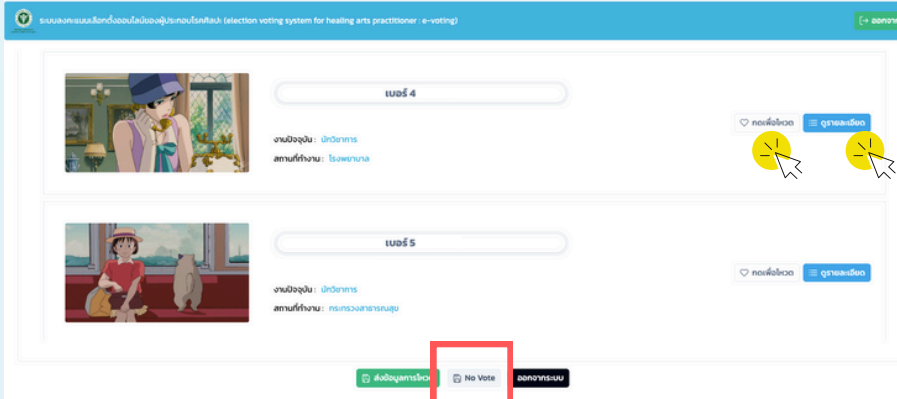 ระบบลงคะแนนเลือกตั้งออนไลน์ของผู้ประกอบโรคศิลปะ (election voting system for healing arts practitioner : e-voting)
ออกจาก
เบอร์ 4
กดเพื่อโหวต
ดูรายละเอียด
งานปัจจุบัน : นักวิชาการ
สถานที่ทำงาน : โรงพยาบาล
เบอร์ 5
กดเพื่อโหวต
ดูรายละเอียด
งานปัจจุบัน : นักวิชาการ
สถานที่ทำงาน : กระทรวงสาธารณสุข
ส่งข้อมูลการโหวต
No Vote
ออกจากระบบ